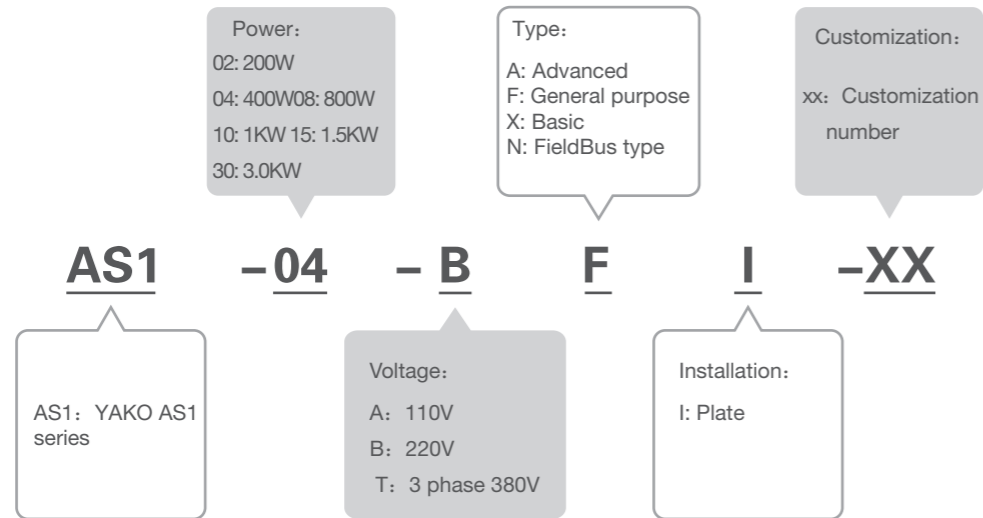 Power：
02: 200W
04: 400W08: 800W
10: 1KW 15: 1.5KW
30: 3.0KW
Type：
A: Advanced
F: General purpose
X: Basic
N: FieldBus type
Customization：
xx：Customization
number
AS1 –04 –B F I –XX
AS1：YAKO AS1
series
Voltage：
A：110V
B：220V
T：3 phase 380V
Installation：
I: Plate